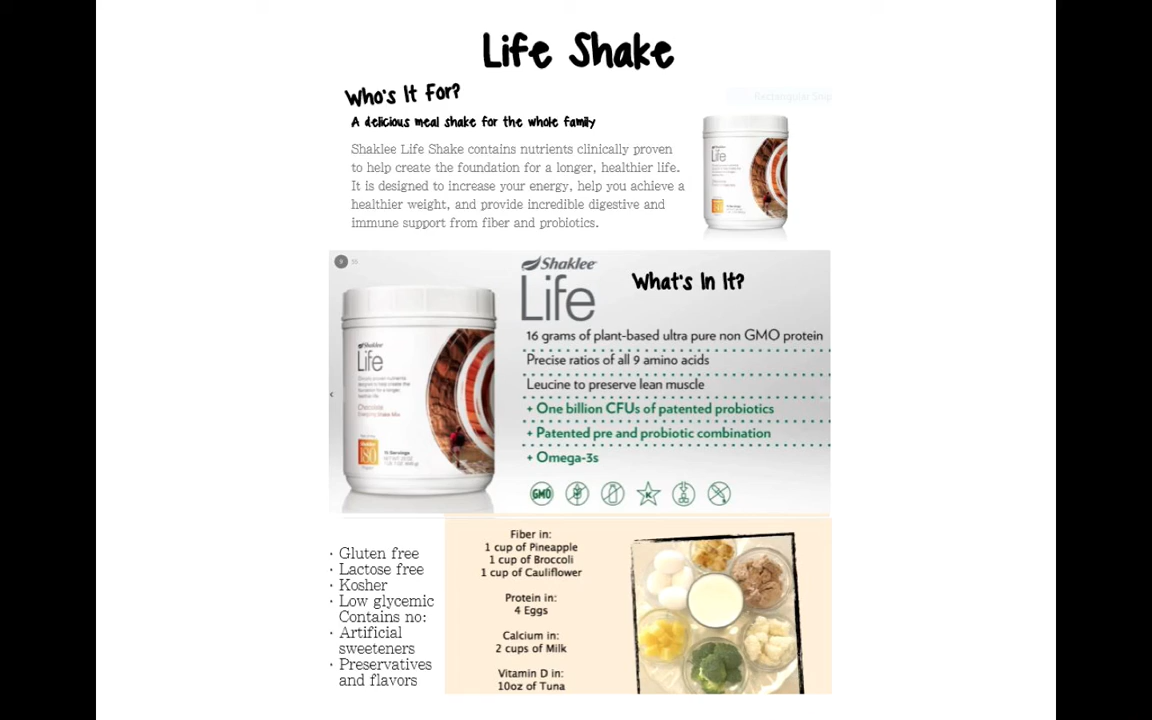 Life Shake
Who's It For?
A delicious meal shake for the whole family
Rectangular Snip
Shaklee Life Shake contains nutrients clinically proven
to help create the foundation for a longer, healthier life.
It is designed to increase your energy, help you achieve a
healthier weight, and provide incredible digestive and
immune support from fiber and probiotics.
Life
Shaklee
Life
What's In It?
16 grams of plant-based ultra pure non GMO protein
Precise ratios of all 9 amino acids
Leucine to preserve lean muscle
+ One billion CFUs of patented probiotics
+ Patented pre and probiotic combination
+ Omega-3s
GMO
K
Shaklee
Life
Chocolate
180
· Gluten free
· Lactose free
· Kosher
· Low glycemic
Contains no:
· Artificial
sweeteners
· Preservatives
and flavors
Fiber in:
1 cup of Pineapple
1 cup of Broccoli
1 cup of Cauliflower
Protein in:
4 Eggs
Calcium in:
2 cups of Milk
Vitamin D in:
10oz of Tuna